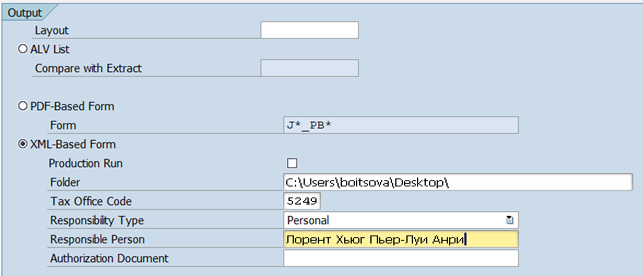 Output
Layout
ALV List
Compare with Extract
PDF-Based Form
Form J*_PB*
XML-Based Form
Production Run
Folder C:\Users\boitsova\Desktop\
Tax Office Code 5249
Responsibility Type Personal
Responsible Person Лорент Хьюг Пьер-Луи Анри
Authorization Document